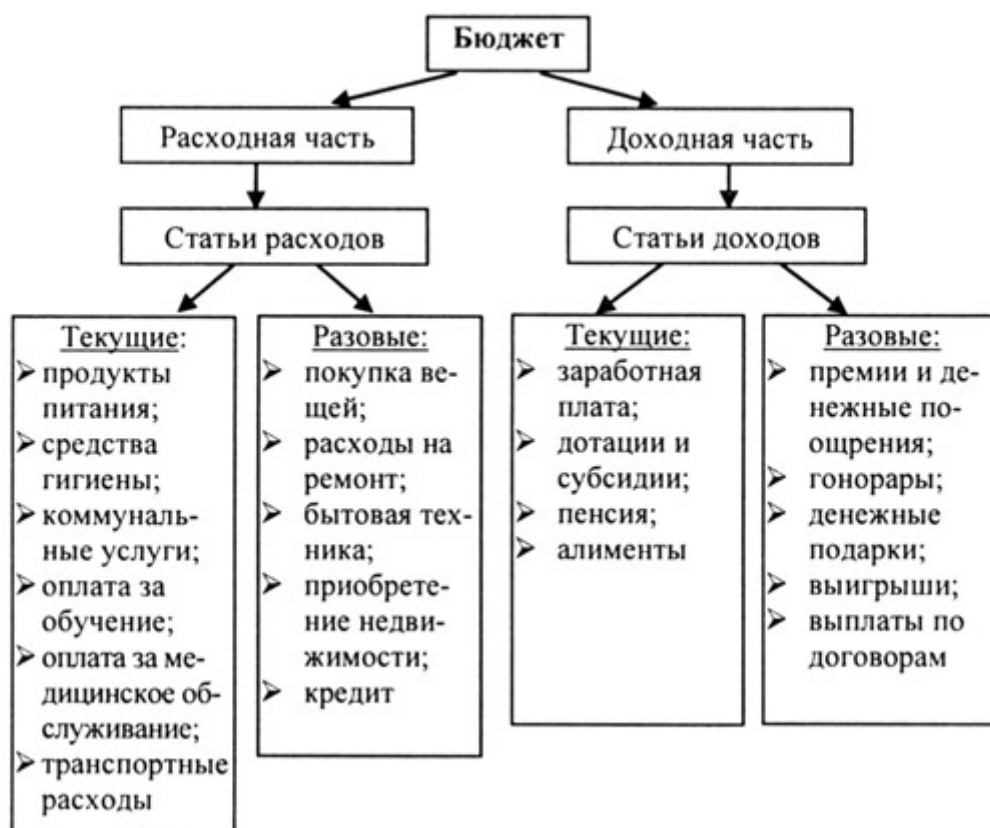 Бюджет
Расходная часть
Доходная часть
Статьи расходов
Статьи доходов
Текущие:
➢ продукты
питания;
➢ средства
гигиены;
➢ коммуналь-
ные услуги;
➢ оплата за
обучение;
➢ оплата за ме-
дицинское об-
служивание;
➢ транспортные
расходы
Разовые:
➢ покупка ве-
щей;
➢ расходы на
ремонт;
➢ бытовая тех-
ника;
➢ приобрете-
ние недви-
жимости;
➢ кредит
Текущие:
➢ заработная
плата;
➢ дотации и
субсидии;
➢ пенсия;
➢ алименты
Разовые:
➢ премии и де-
нежные по-
ощрения;
➢ гонорары;
➢ денежные
подарки;
➢ выигрыши;
➢ выплаты по
договорам